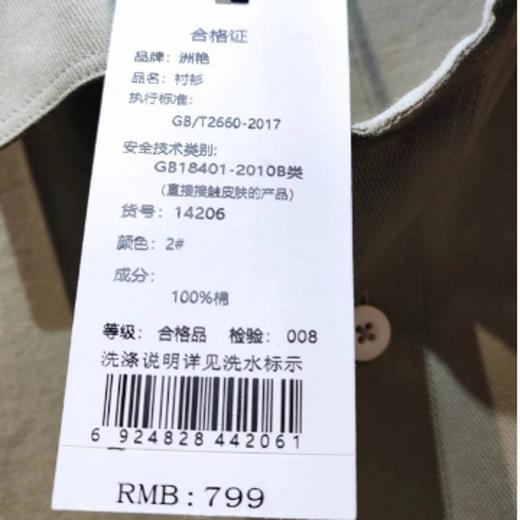 合格证
品牌：洲艳
品名：衬衫
执行标准：
GB/T2660-2017
安全技术类别：
GB18401-2010B类
（直接接触皮肤的产品）
货号：14206
颜色：2#
成分：
100%棉
等级：合格品 检验：008
洗涤说明详见洗水标示
6 924828 442061
RMB: 799